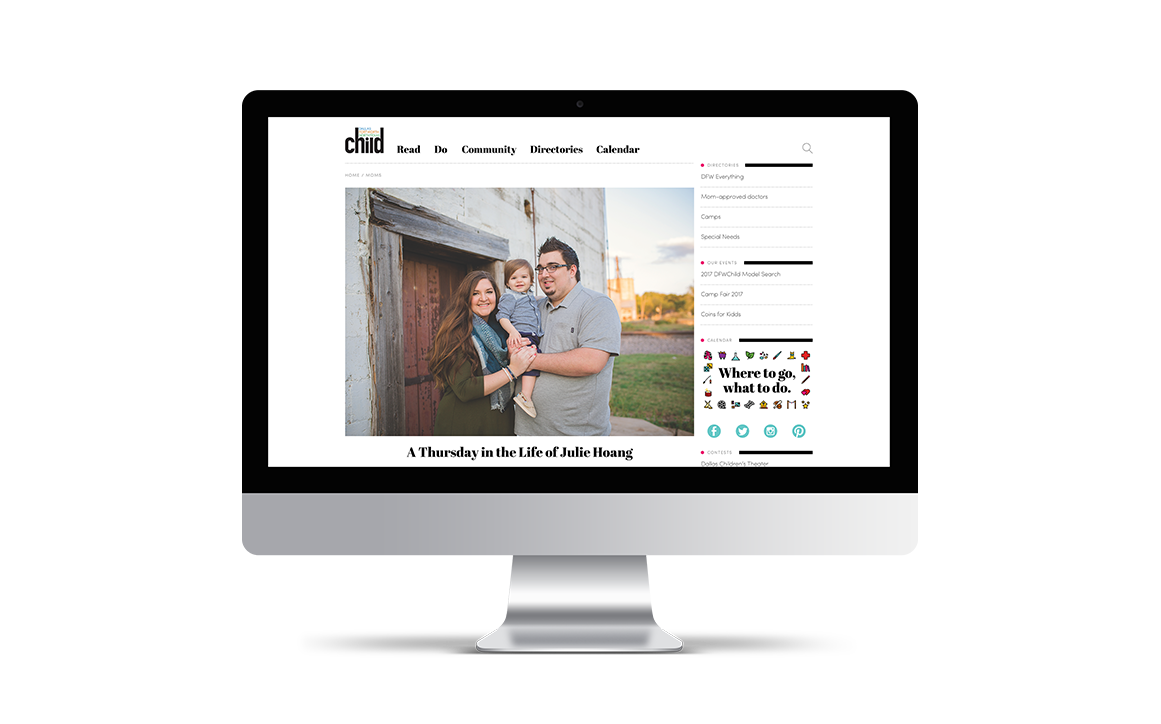 child
Read
Do
Community
Directories
Calendar
HOME / MOMS
A Thursday in the Life of Julie Hoang
DIRECTORIES
DFW Everything
Mom-approved doctors
Camps
Special Needs
OUR EVENTS
2017 DFWChild Model Search
Camp Fair 2017
Coins for Kidds
CALENDAR
Where to go,
what to do.
CONTESTS
Dallas Children's Theater